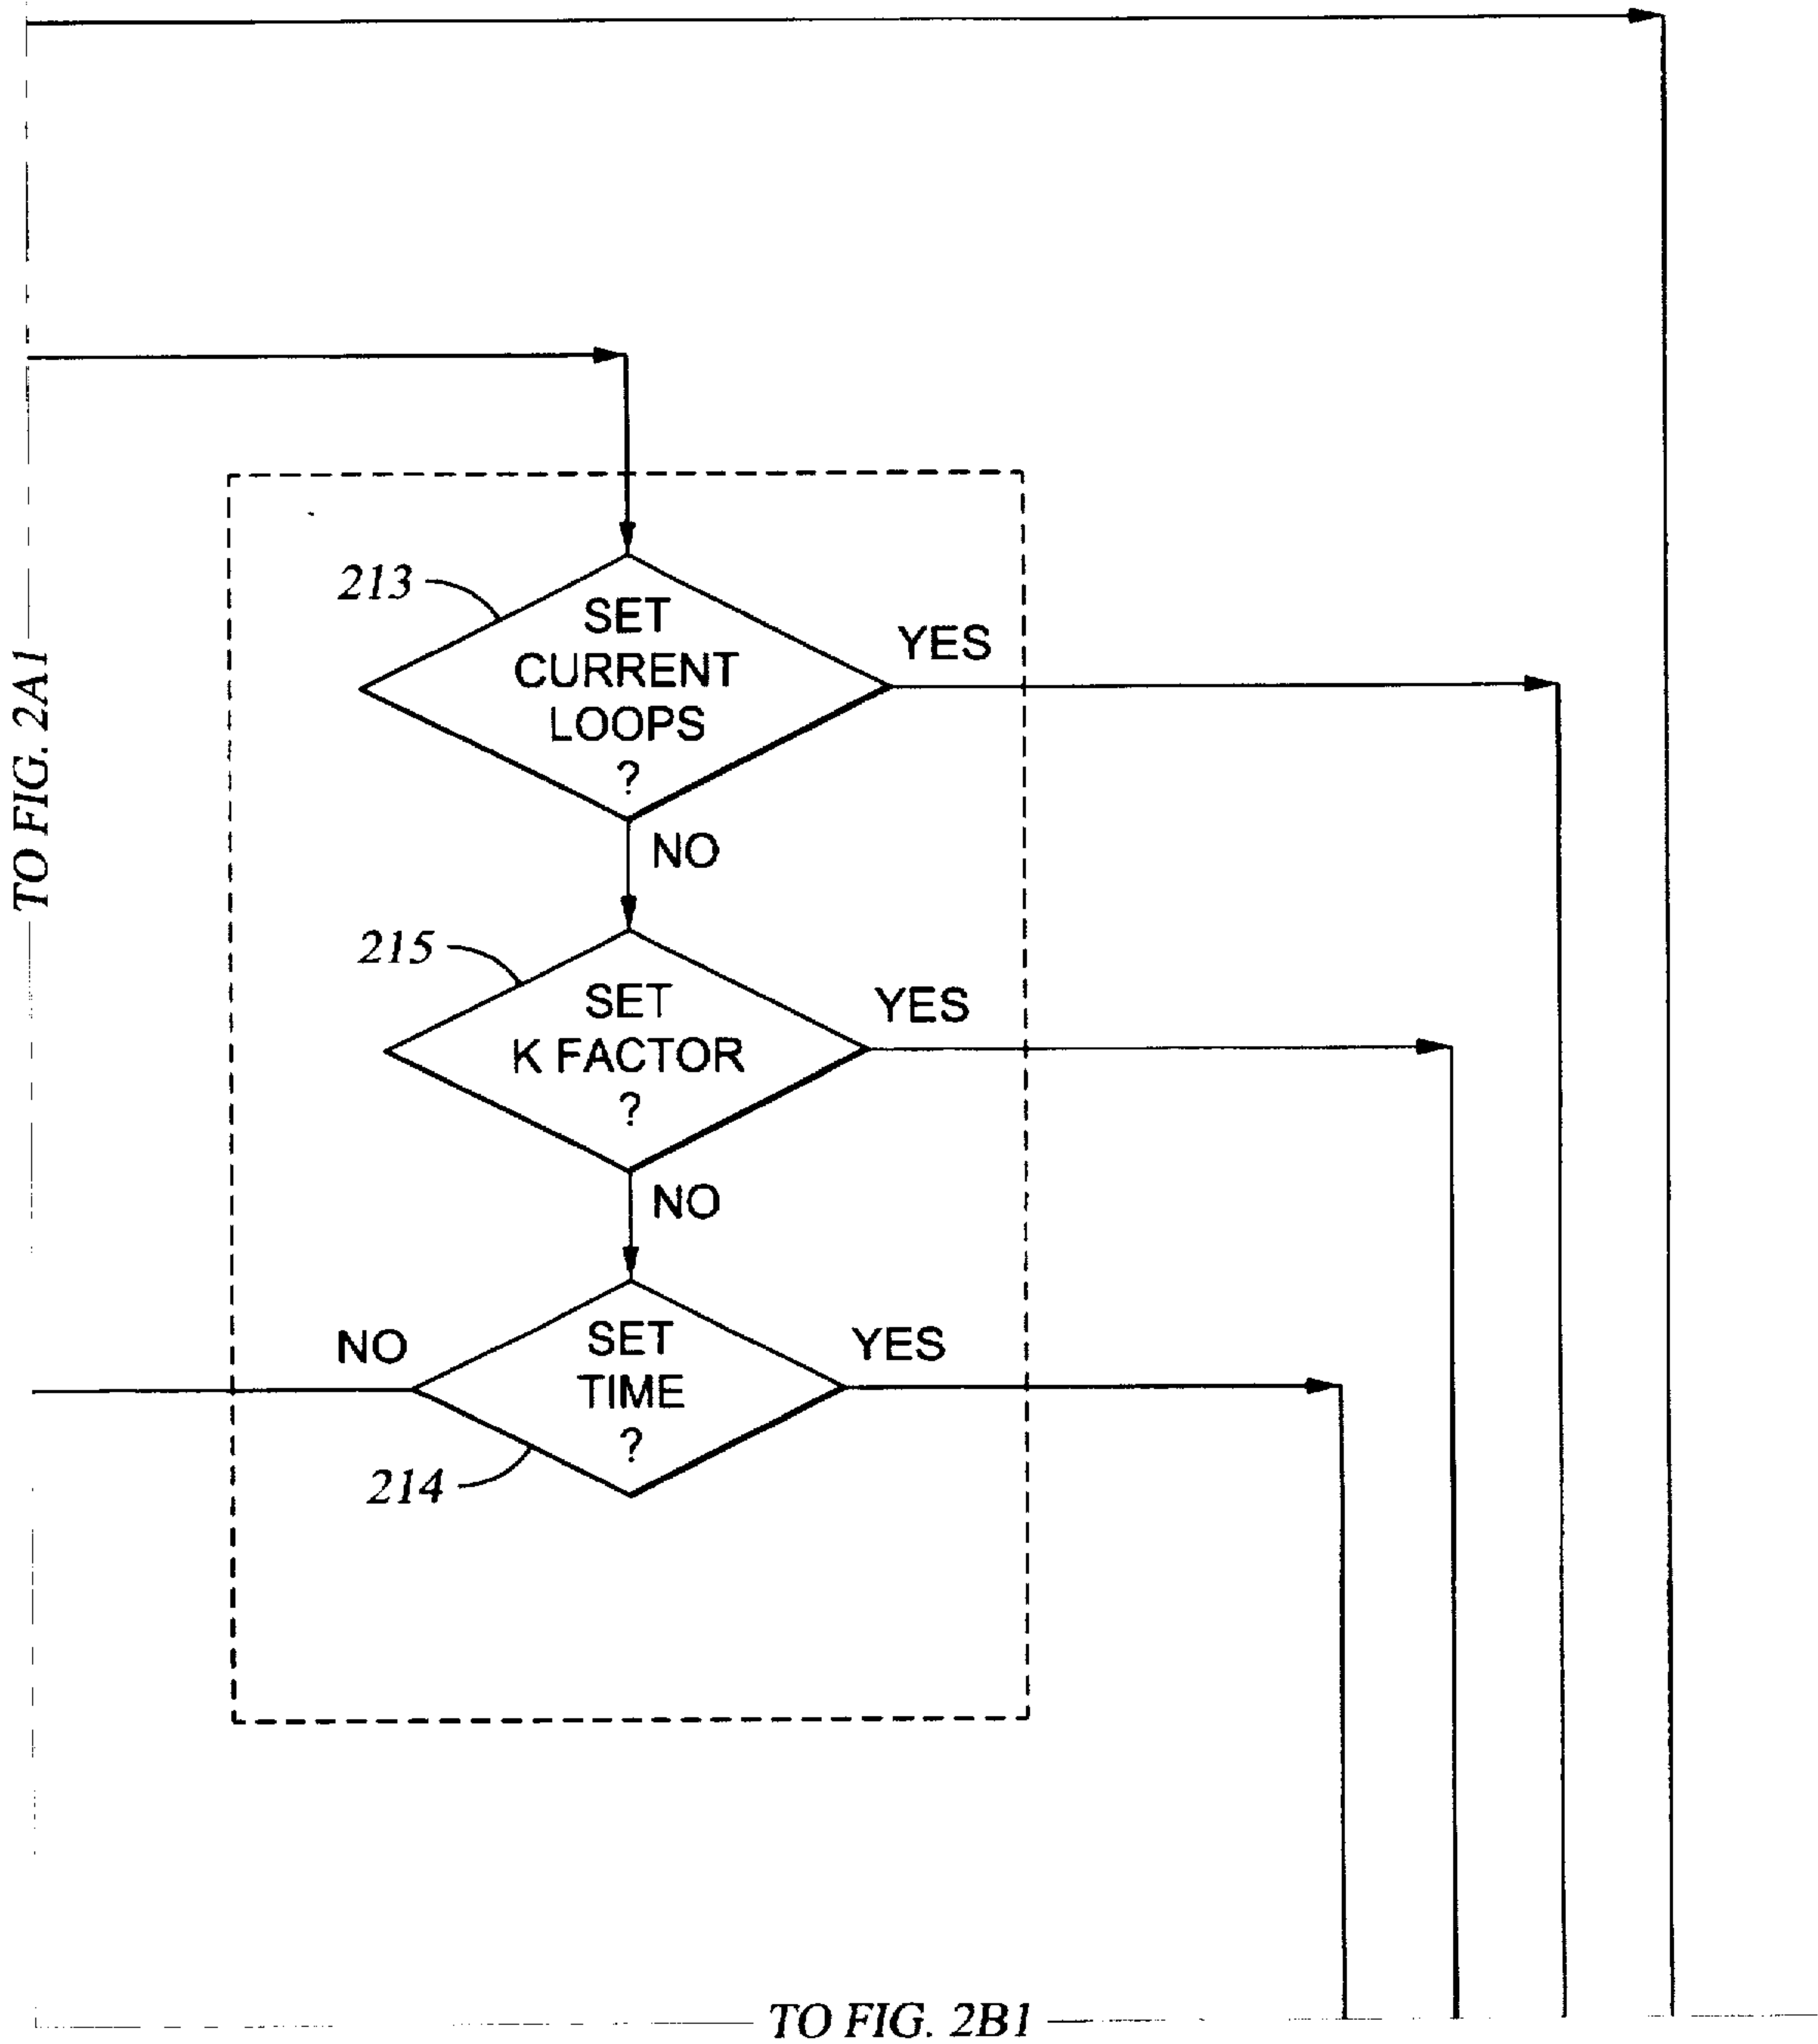 TO FIG. 2A1
213
SET
CURRENT
LOOPS
?
YES
NO
215
SET
K FACTOR
?
YES
NO
NO
SET
TIME
?
YES
214
TO FIG. 2B1